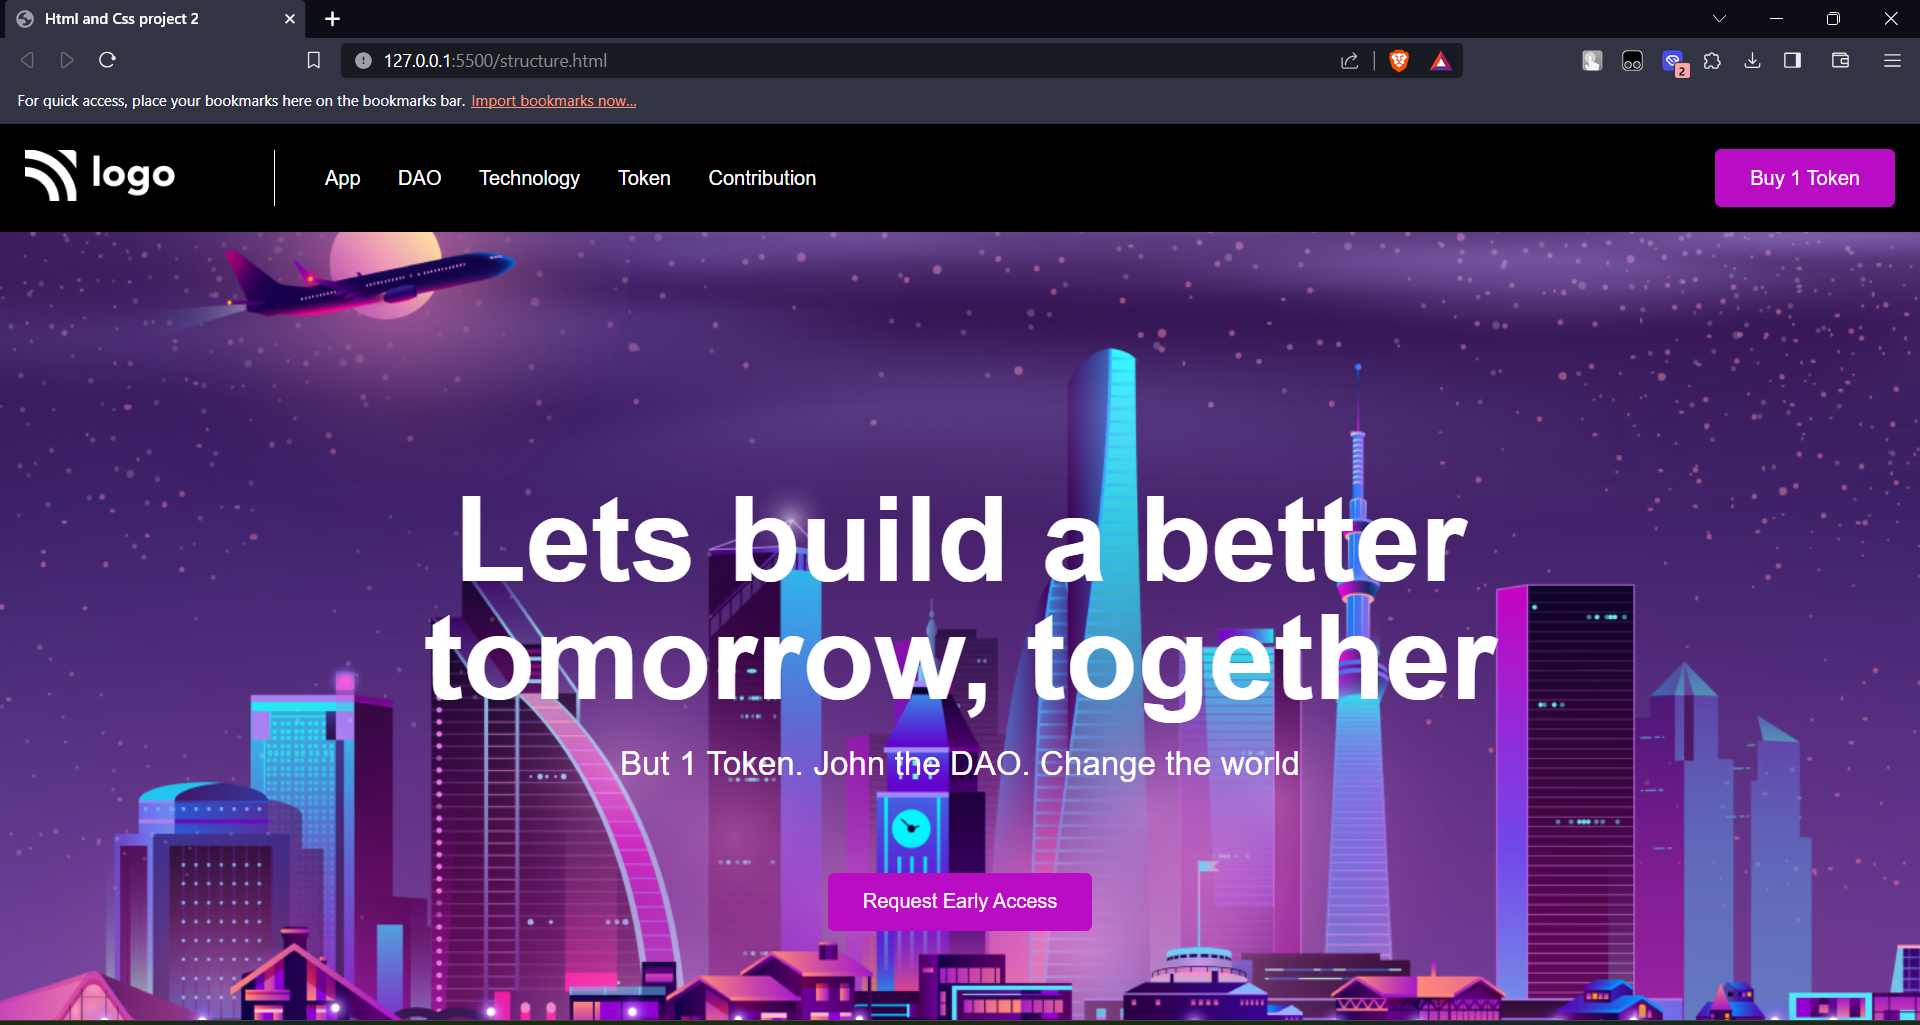 Html and Css project 2
127.0.0.1:5500/structure.html
2
For quick access, place your bookmarks here on the bookmarks bar. Import bookmarks now...
logo
App DAO Technology Token Contribution
Buy 1 Token
Lets build a better
tomorrow, together
But 1 Token. John the DAO. Change the world
Request Early Access